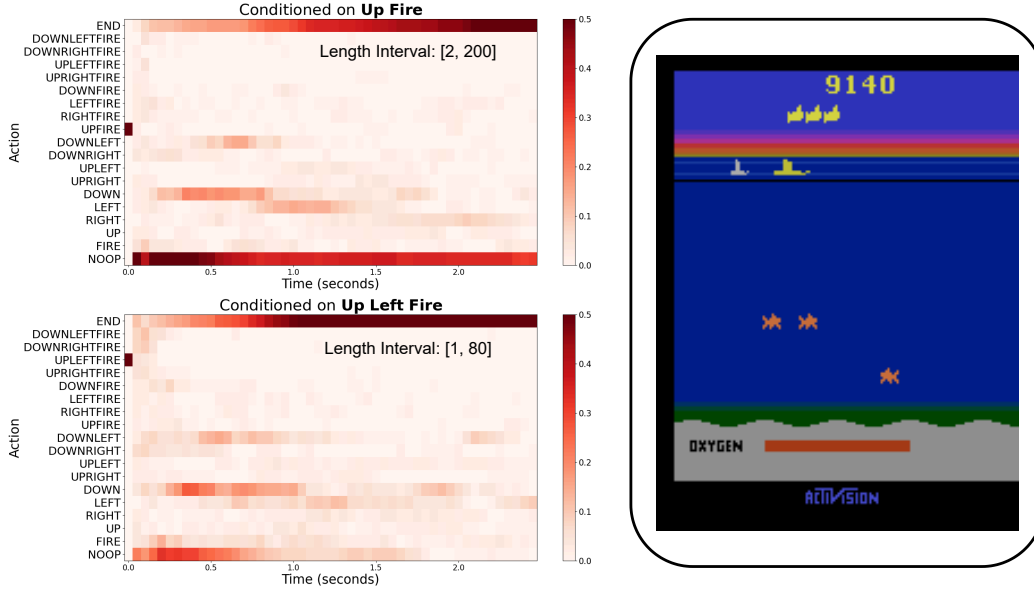 Conditioned on Up Fire
Length Interval: [2, 200]
Action
END
DOWNLEFTFIRE
DOWNRIGHTFIRE
UPLEFTFIRE
UPRIGHTFIRE
DOWNFIRE
LEFTFIRE
RIGHTFIRE
UPFIRE
DOWNLEFT
DOWNRIGHT
UPLEFT
UPRIGHT
DOWN
LEFT
RIGHT
UP
FIRE
NOOP
0.0 0.5 1.0 1.5 2.0
Time (seconds)
0.5
0.4
0.3
0.2
0.1
0.0
Conditioned on Up Left Fire
Length Interval: [1, 80]
Action
END
DOWNLEFTFIRE
DOWNRIGHTFIRE
UPLEFTFIRE
UPRIGHTFIRE
DOWNFIRE
LEFTFIRE
RIGHTFIRE
UPFIRE
DOWNLEFT
DOWNRIGHT
UPLEFT
UPRIGHT
DOWN
LEFT
RIGHT
UP
FIRE
NOOP
0.0 0.5 1.0 1.5 2.0
Time (seconds)
0.5
0.4
0.3
0.2
0.1
0.0
9140
OXYGEN
ACTIVISION